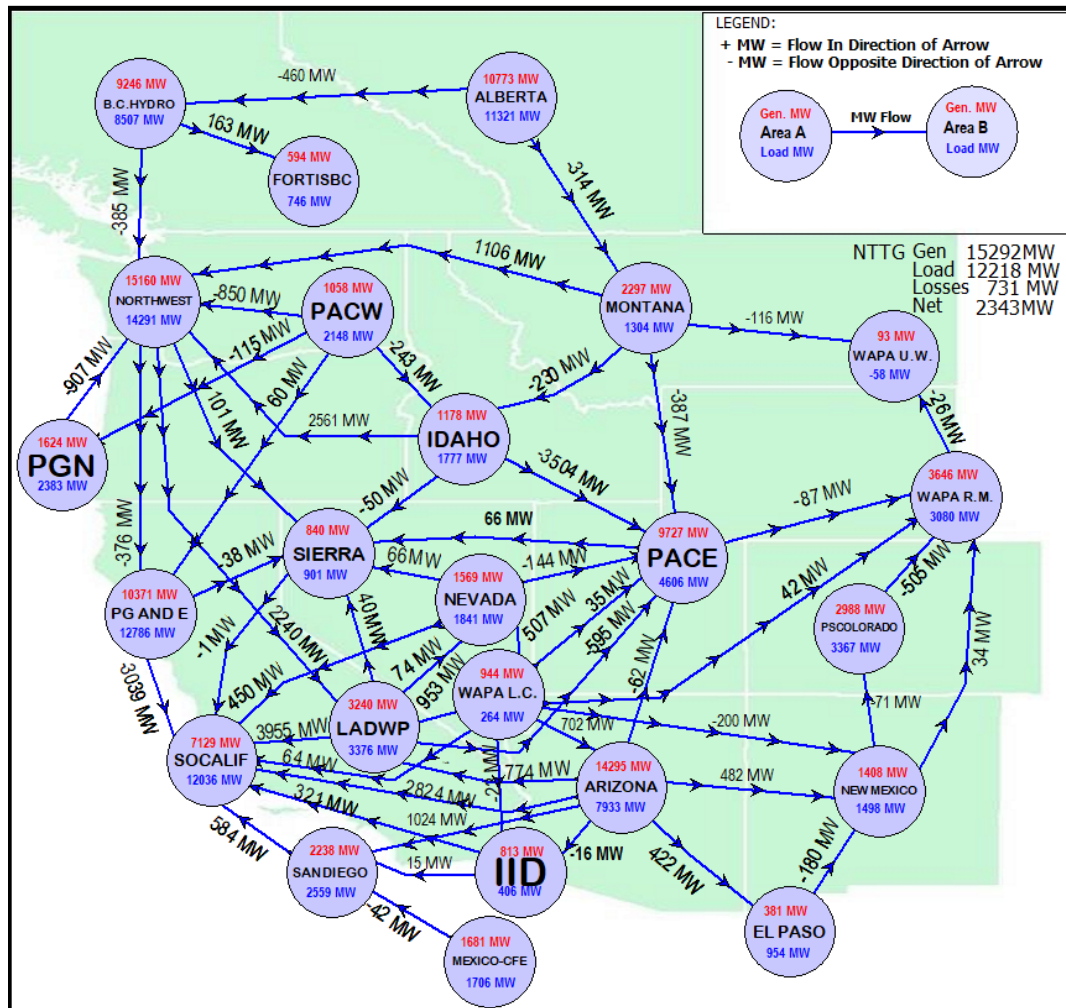 LEGEND:
+ MW = Flow In Direction of Arrow
- MW = Flow Opposite Direction of Arrow
Gen. MW
Area A
Load MW
MW Flow
Gen. MW
Area B
Load MW
NTTG Gen 15292MW
Load 12218 MW
Losses 731 MW
Net 2343MW
9246 MW
B.C.HYDRO
8507 MW
-460 MW
10773 MW
ALBERTA
11321 MW
163 MW
594 MW
FORTISBC
746 MW
-385 MW
-314 MW
1106 MW
15160 MW
NORTHWEST
14291 MW
-850 MW
1058 MW
PACW
2148 MW
2297 MW
MONTANA
1304 MW
-116 MW
93 MW
WAPA U.W.
-58 MW
-115 MW
-907 MW
60 MW
-243 MW
-230 MW
-387 MW
-26 MW
101 MW
2561 MW
1178 MW
IDAHO
1777 MW
1624 MW
PGN
2383 MW
-3504 MW
-87 MW
3646 MW
WAPA R.M.
3080 MW
-50 MW
-376 MW
840 MW
SIERRA
901 MW
66 MW
9727 MW
PACE
4606 MW
-38 MW
66 MW
-144 MW
1569 MW
NEVADA
1841 MW
10371 MW
PG AND E
12786 MW
507 MW
35 MW
-595 MW
42 MW
-505 MW
2988 MW
PSCOLORADO
3367 MW
34 MW
-1 MW
2240 MW
40 MW
74 MW
953 MW
944 MW
WAPA L.C.
264 MW
-62 MW
-3039 MW
450 MW
3240 MW
LADWP
3376 MW
702 MW
-200 MW
-71 MW
7129 MW
SOCALIF
12036 MW
3955 MW
64 MW
774 MW
14295 MW
ARIZONA
7933 MW
482 MW
1408 MW
NEW MEXICO
1498 MW
2824 MW
321 MW
1024 MW
584 MW
2238 MW
SANDIEGO
2559 MW
15 MW
813 MW
IID
406 MW
-16 MW
422 MW
-180 MW
-42 MW
381 MW
EL PASO
954 MW
1681 MW
MEXICO-CFE
1706 MW